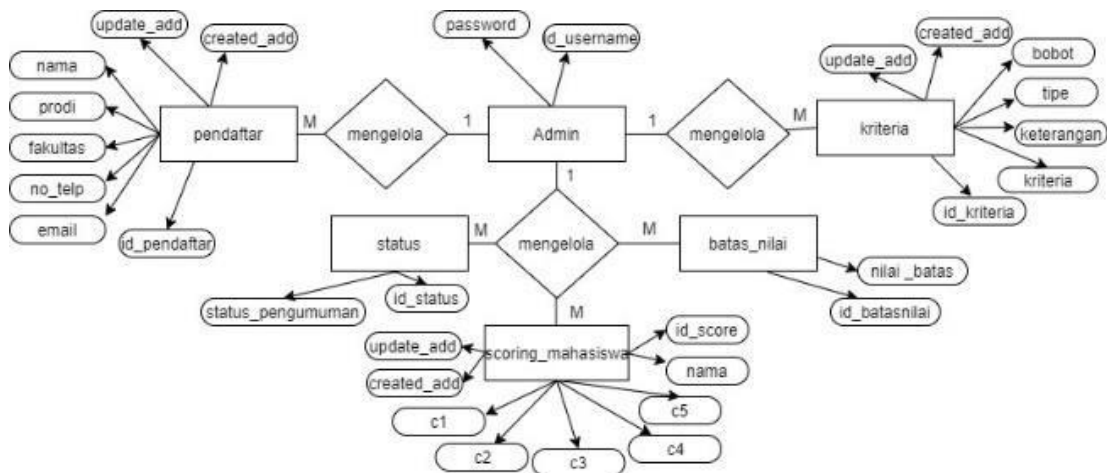 update_add
created_add
password
d_username
created_add
update_add
bobot
nama
prodi
fakultas
no_telp
email
id_pendaftar
pendaftar
M
mengelola
1
Admin
1
mengelola
M
kriteria
tipe
keterangan
kriteria
id_kriteria
1
status
M
mengelola
M
batas_nilai
status_pengumuman
id_status
nilai _batas
id_batasnilai
M
update_add
created_add
scoring_mahasiswa
id_score
nama
c1
c2
c3
c4
c5